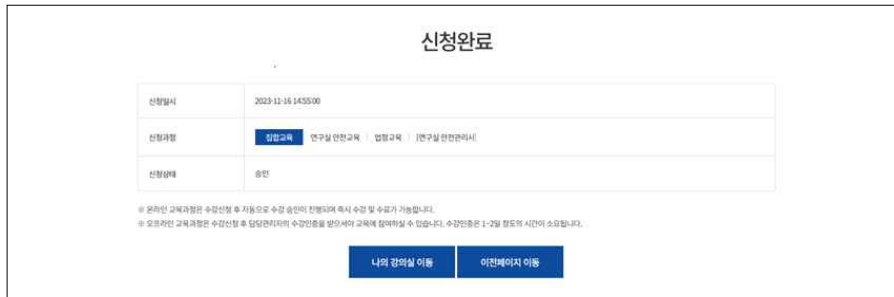 신청완료
신청일시 2023-11-16 14:55:00
신청과정 집합교육 연구실 안전교육 | 법정교육 | [연구실 안전관리사]
신청상태 승인
※ 온라인 교육과정은 수강신청 후 자동으로 수강 승인이 진행되며 즉시 수강 및 수료가 가능합니다.
※ 오프라인 교육과정은 수강신청 후 담당관리자의 수강인증을 받으셔야 교육에 참여하실 수 있습니다. 수강인증은 1~2일 정도의 시간이 소요됩니다.
나의 강의실 이동 이전페이지 이동